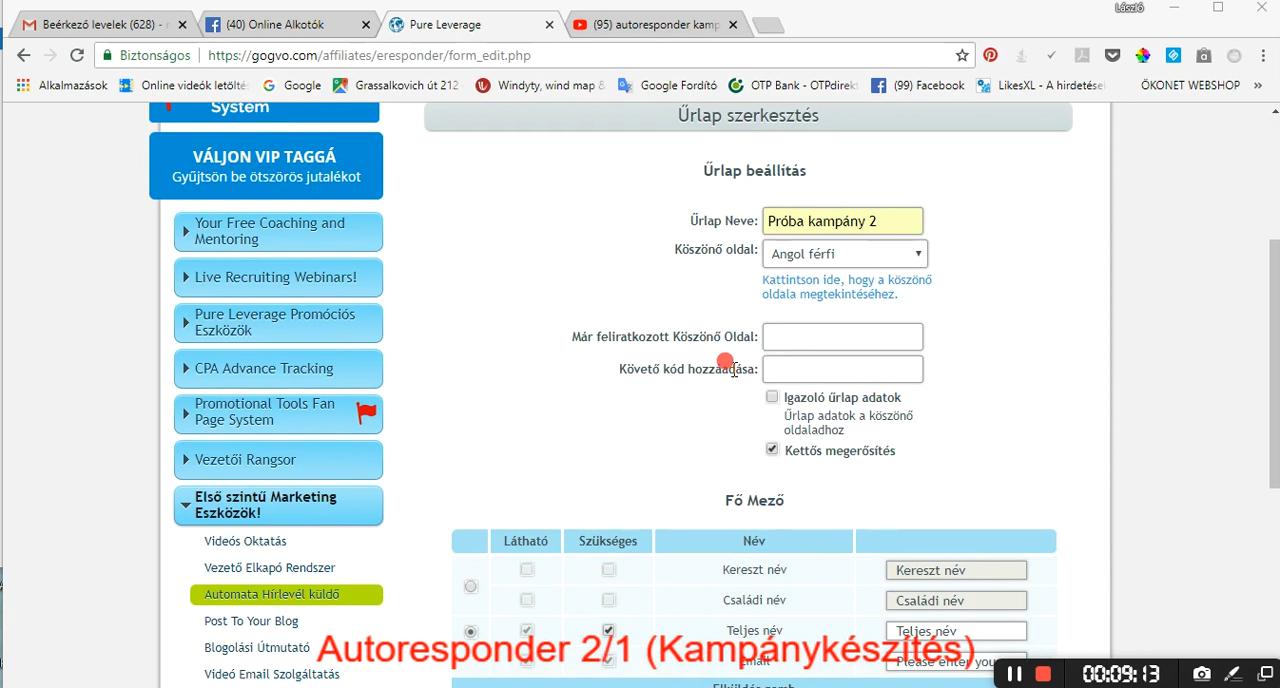 László
Beérkező levelek (628) -
(40) Online Alkotók
Pure Leverage
(95) autoresponder kamp
Biztonságos
https://gogvo.com/affiliates/eresponder/form_edit.php
Alkalmazások
Online videók letölté
Google
Grassalkovich út 212
Windyty, wind map &
Google Fordító
OTP Bank - OTPdirekt
(99) Facebook
LikesXL - A hirdetése
ÖKONET WEBSHOP
»
System
VÁLJON VIP TAGGÁ
Gyűjtsön be ötszörös jutalékot
Your Free Coaching and
Mentoring
Live Recruiting Webinars!
Pure Leverage Promóciós
Eszközök
CPA Advance Tracking
Promotional Tools Fan
Page System
Vezetői Rangsor
Első szintű Marketing
Eszközök!
Videós Oktatás
Vezető Elkapó Rendszer
Automata Hírlevél küldő
Post To Your Blog
Blogolási Útmutató
Videó Email Szolgáltatás
Űrlap szerkesztés
Űrlap beállítás
Űrlap Neve: Próba kampány 2
Köszönő oldal: Angol férfi
Kattintson ide, hogy a köszönő
oldala megtekintéséhez.
Már feliratkozott Köszönő Oldal:
Követő kód hozzáadása:
Igazoló űrlap adatok
Űrlap adatok a köszönő
oldaladhoz
Kettős megerősítés
Fő Mező
Látható Szükséges Név
Kereszt név Kereszt név
Családi név Családi név
Teljes név Teljes név
Email Please enter you
Elküldés gomb
Autoresponder 2/1 (Kampánykészítés)
00:09:13